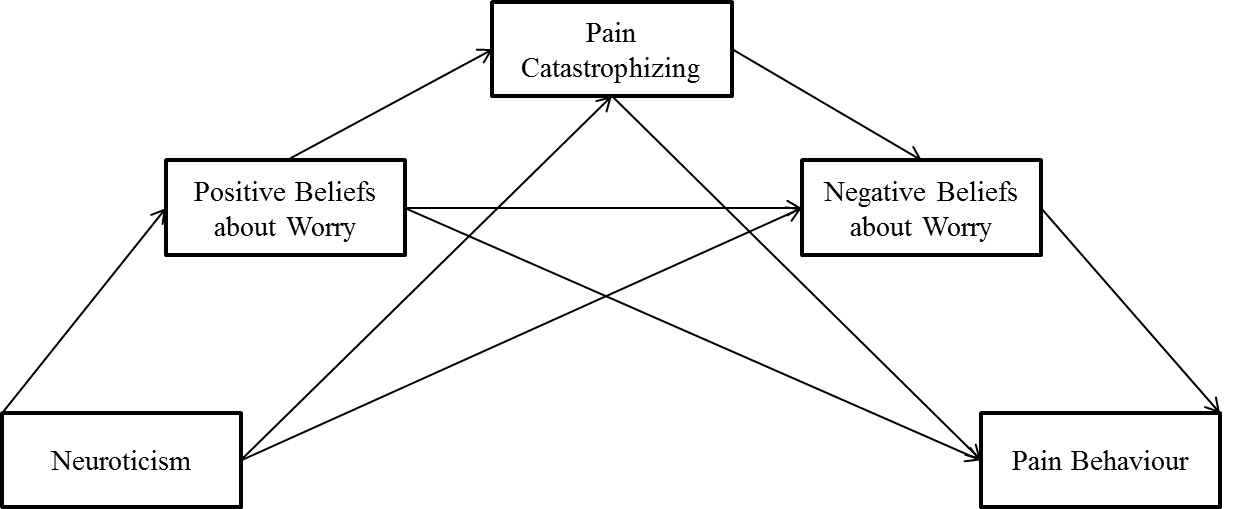 Pain
Catastrophizing
Positive Beliefs
about Worry
Negative Beliefs
about Worry
Neuroticism
Pain Behaviour